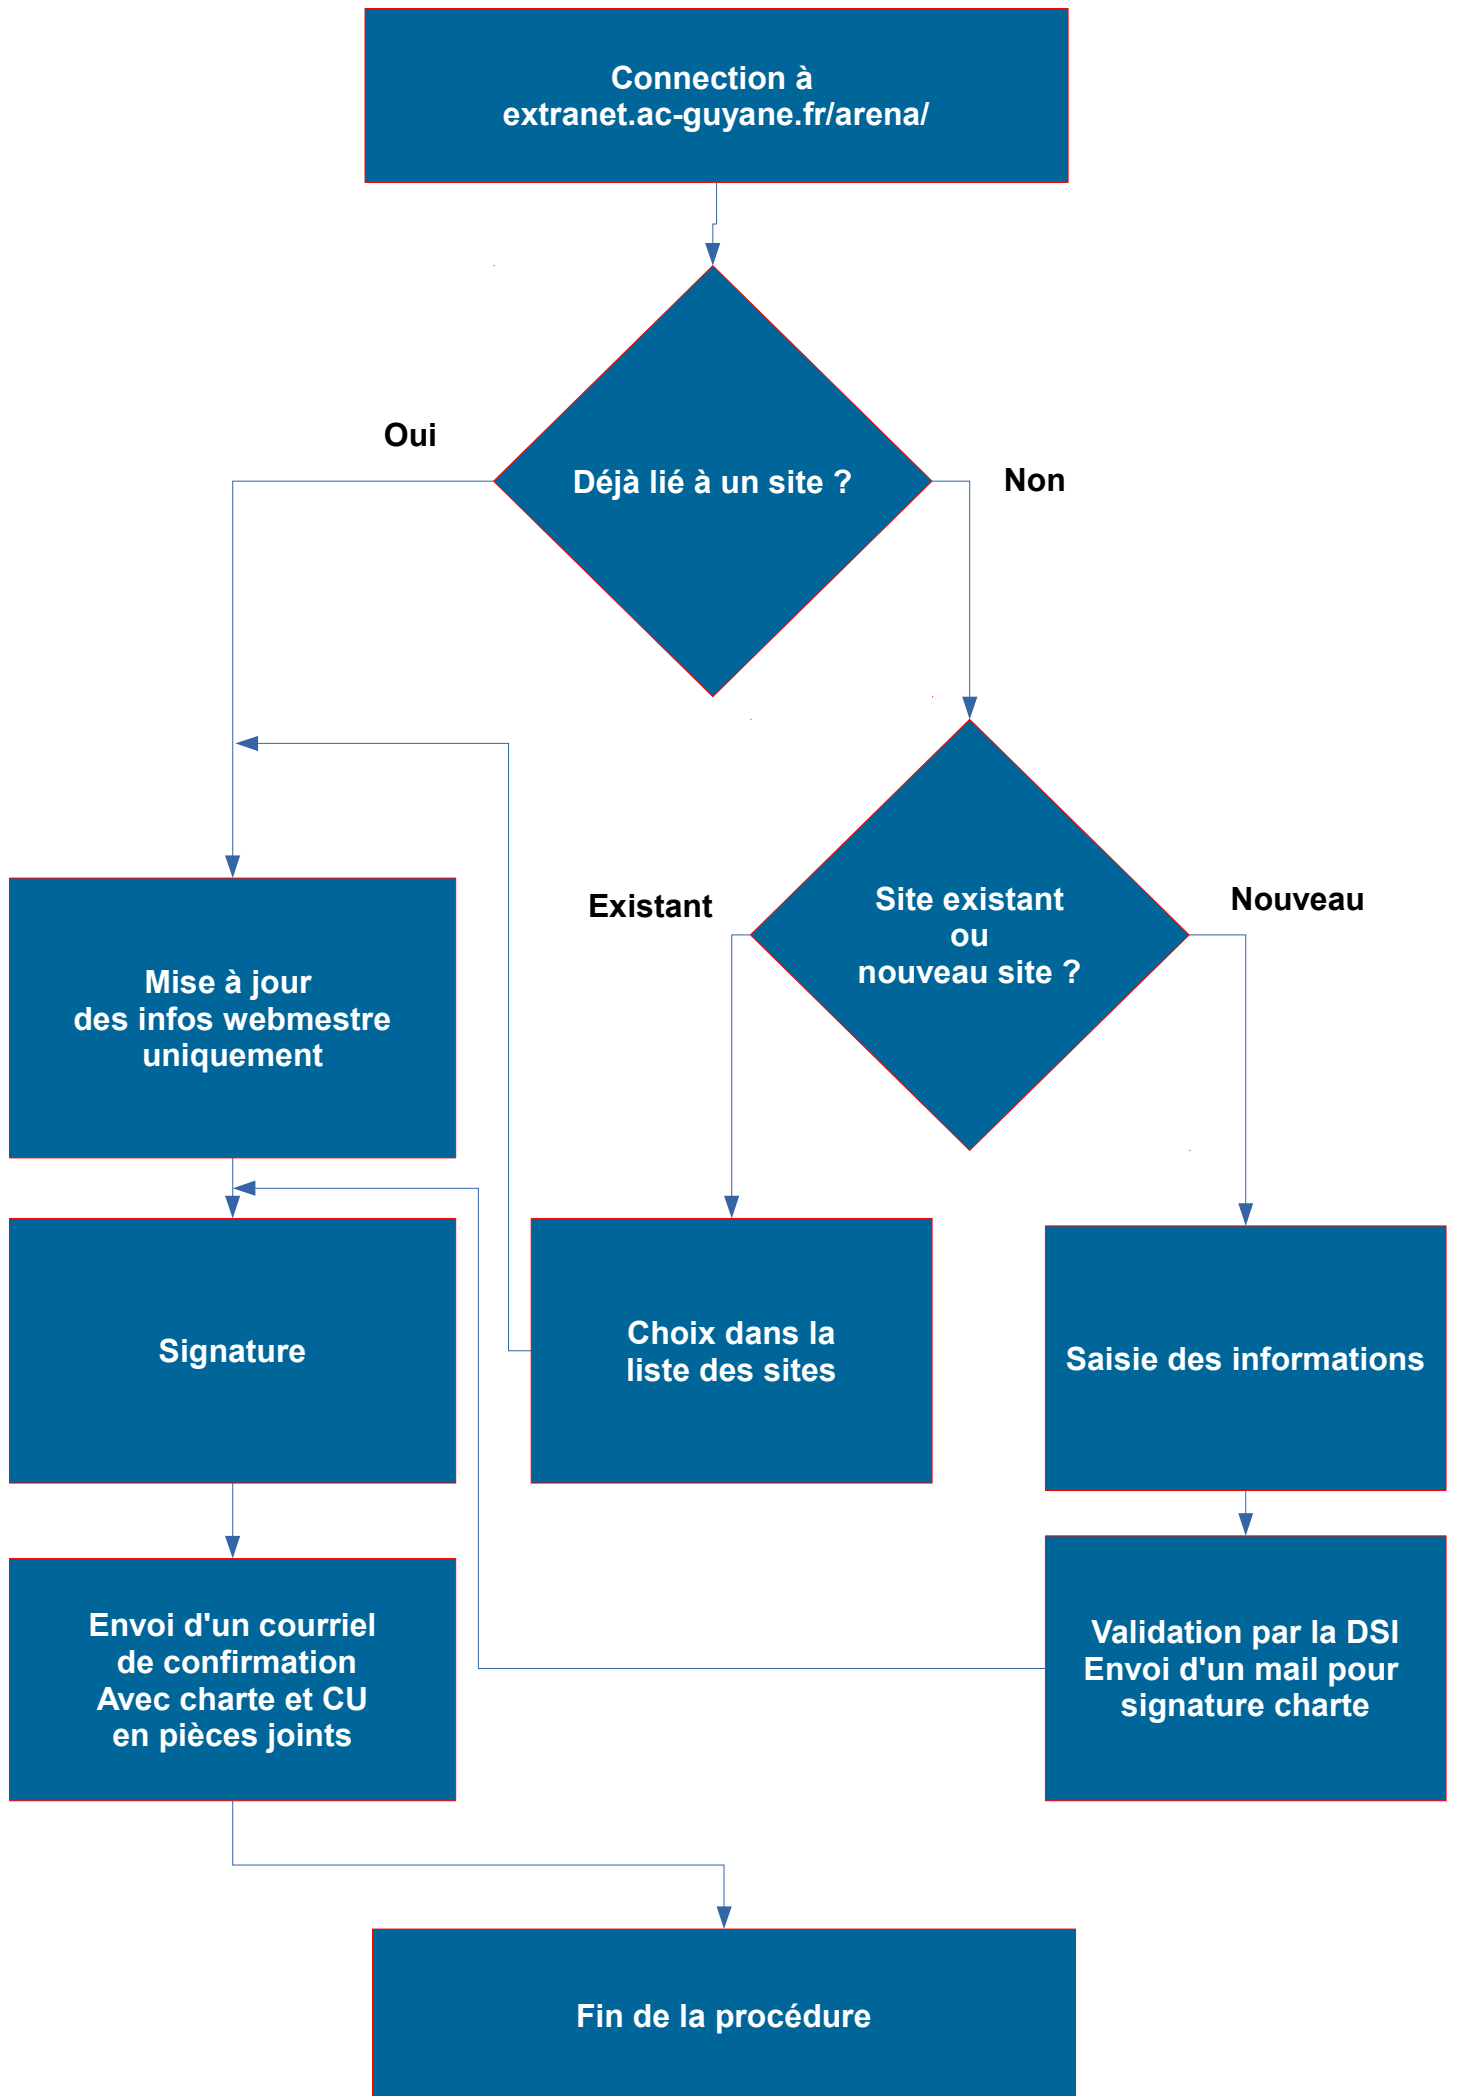 Connection à
extranet.ac-guyane.fr/arena/
Oui
Déjà lié à un site ?
Non
Existant
Site existant
ou
nouveau site ?
Nouveau
Mise à jour
des infos webmestre
uniquement
Signature
Choix dans la
liste des sites
Saisie des informations
Envoi d'un courriel
de confirmation
Avec charte et CU
en pièces joints
Validation par la DSI
Envoi d'un mail pour
signature charte
Fin de la procédure